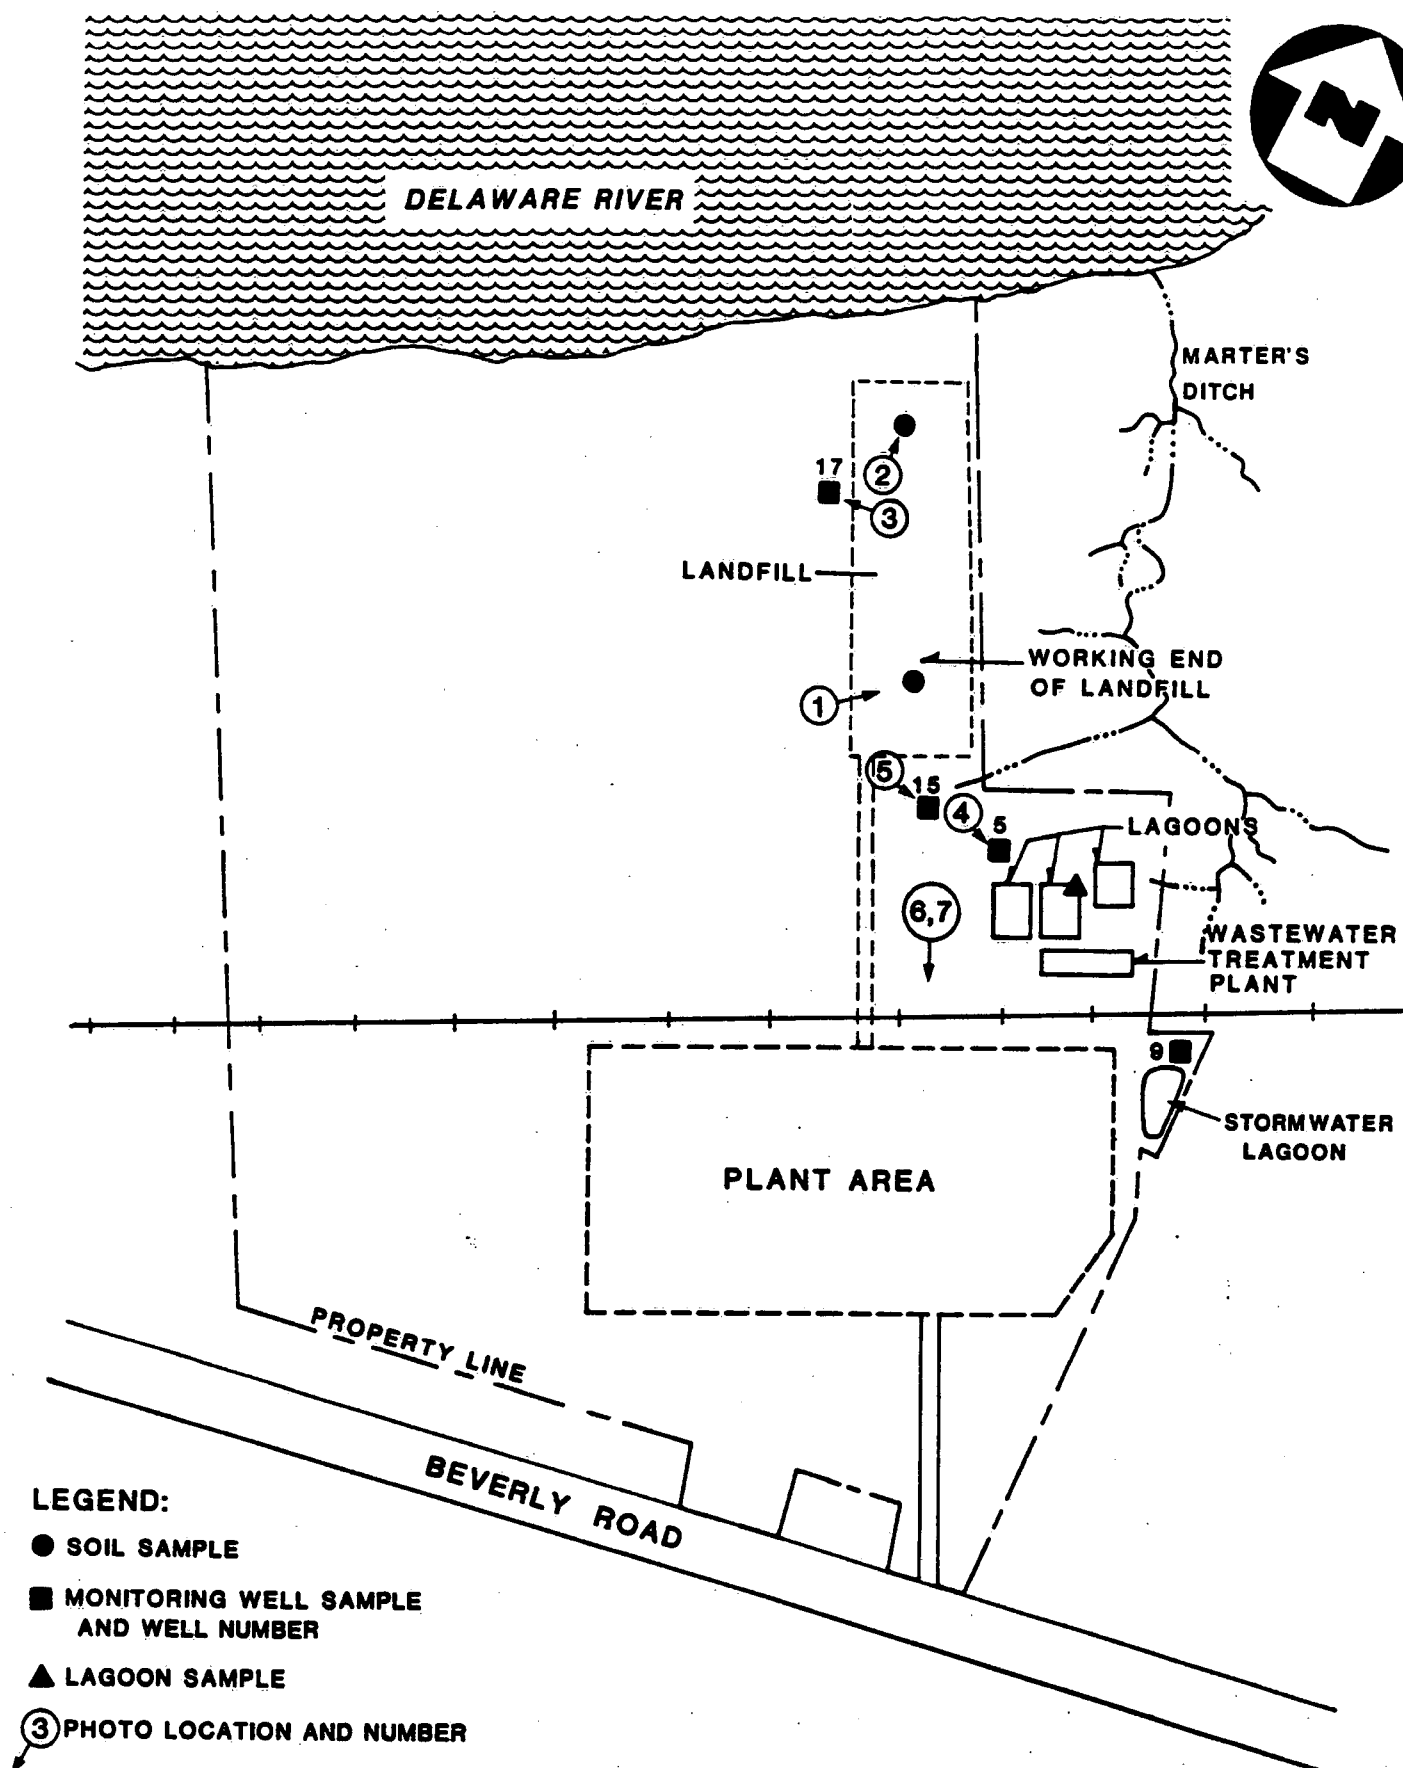 N
DELAWARE RIVER
MARTER'S
DITCH
17
2
3
LANDFILL
WORKING END
OF LANDFILL
1
5
15
4
5
LAGOONS
6,7
WASTEWATER
TREATMENT
PLANT
9
STORMWATER
LAGOON
PLANT AREA
PROPERTY LINE
BEVERLY ROAD
LEGEND:
SOIL SAMPLE
MONITORING WELL SAMPLE
AND WELL NUMBER
LAGOON SAMPLE
3 PHOTO LOCATION AND NUMBER